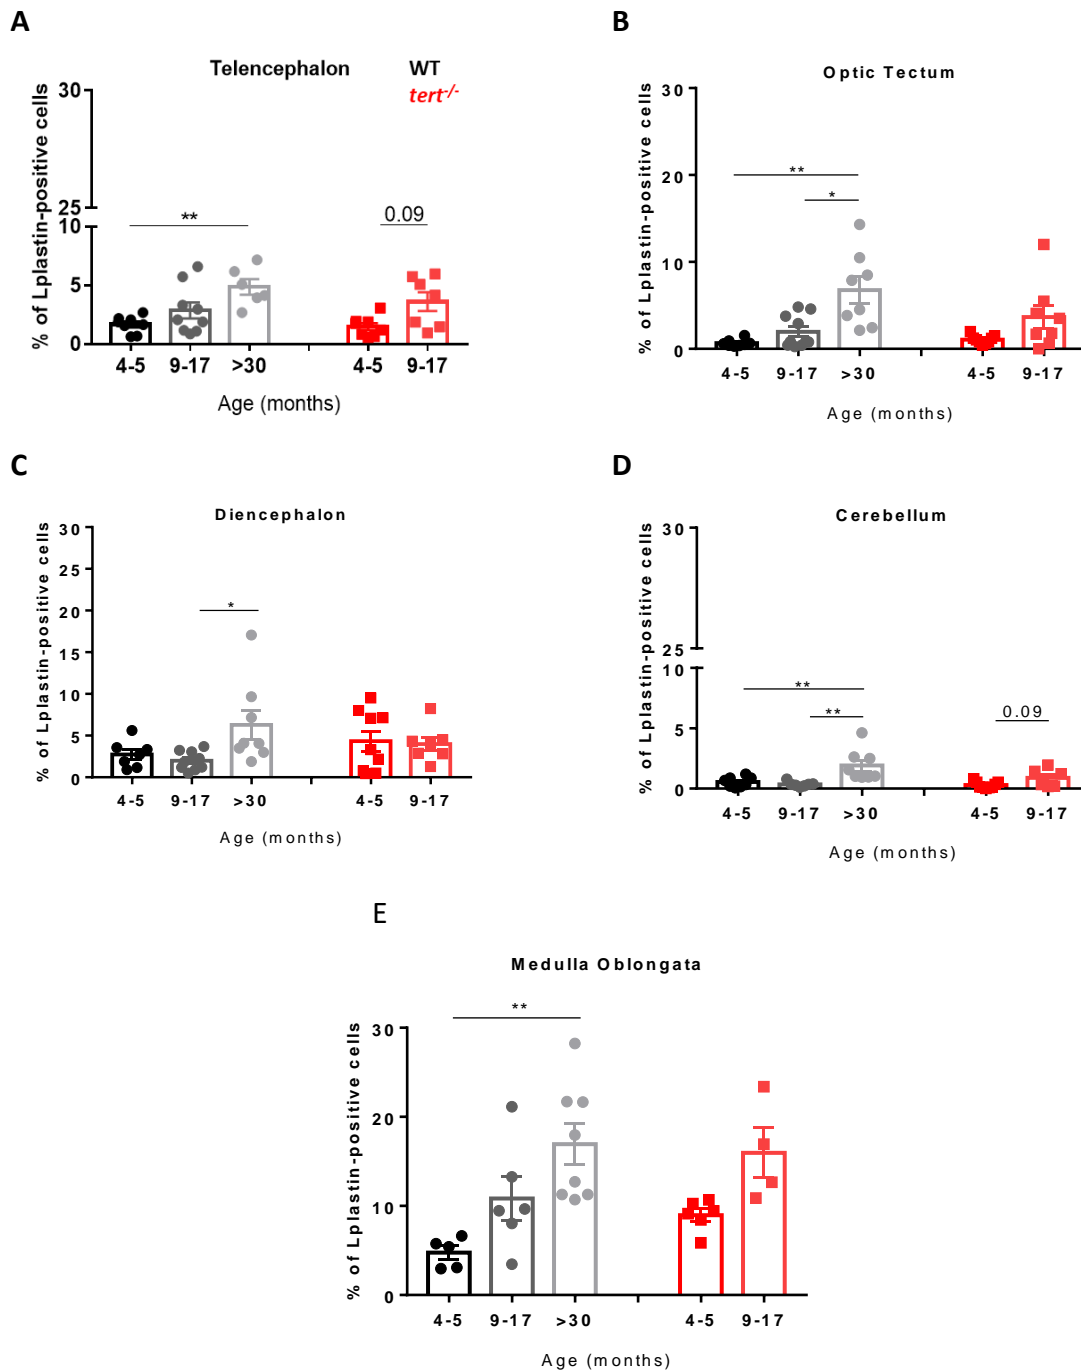 A
Telencephalon
WT
tert-/-
% of Lplastin-positive cells
30
25
10
5
0
**
0.09
4-5 9-17 >30 4-5 9-17
Age (months)
B
Optic Tectum
% of Lplastin-positive cells
30
20
10
0
**
*
4-5 9-17 >30 4-5 9-17
Age (months)
C
Diencephalon
% of Lplastin-positive cells
30
25
20
15
10
5
0
*
4-5 9-17 >30 4-5 9-17
Age (months)
D
Cerebellum
% of Lplastin-positive cells
30
25
10
5
0
**
**
0.09
4-5 9-17 >30 4-5 9-17
Age (months)
E
Medulla Oblongata
% of Lplastin-positive cells
30
20
10
0
**
4-5 9-17 >30 4-5 9-17
Age (months)